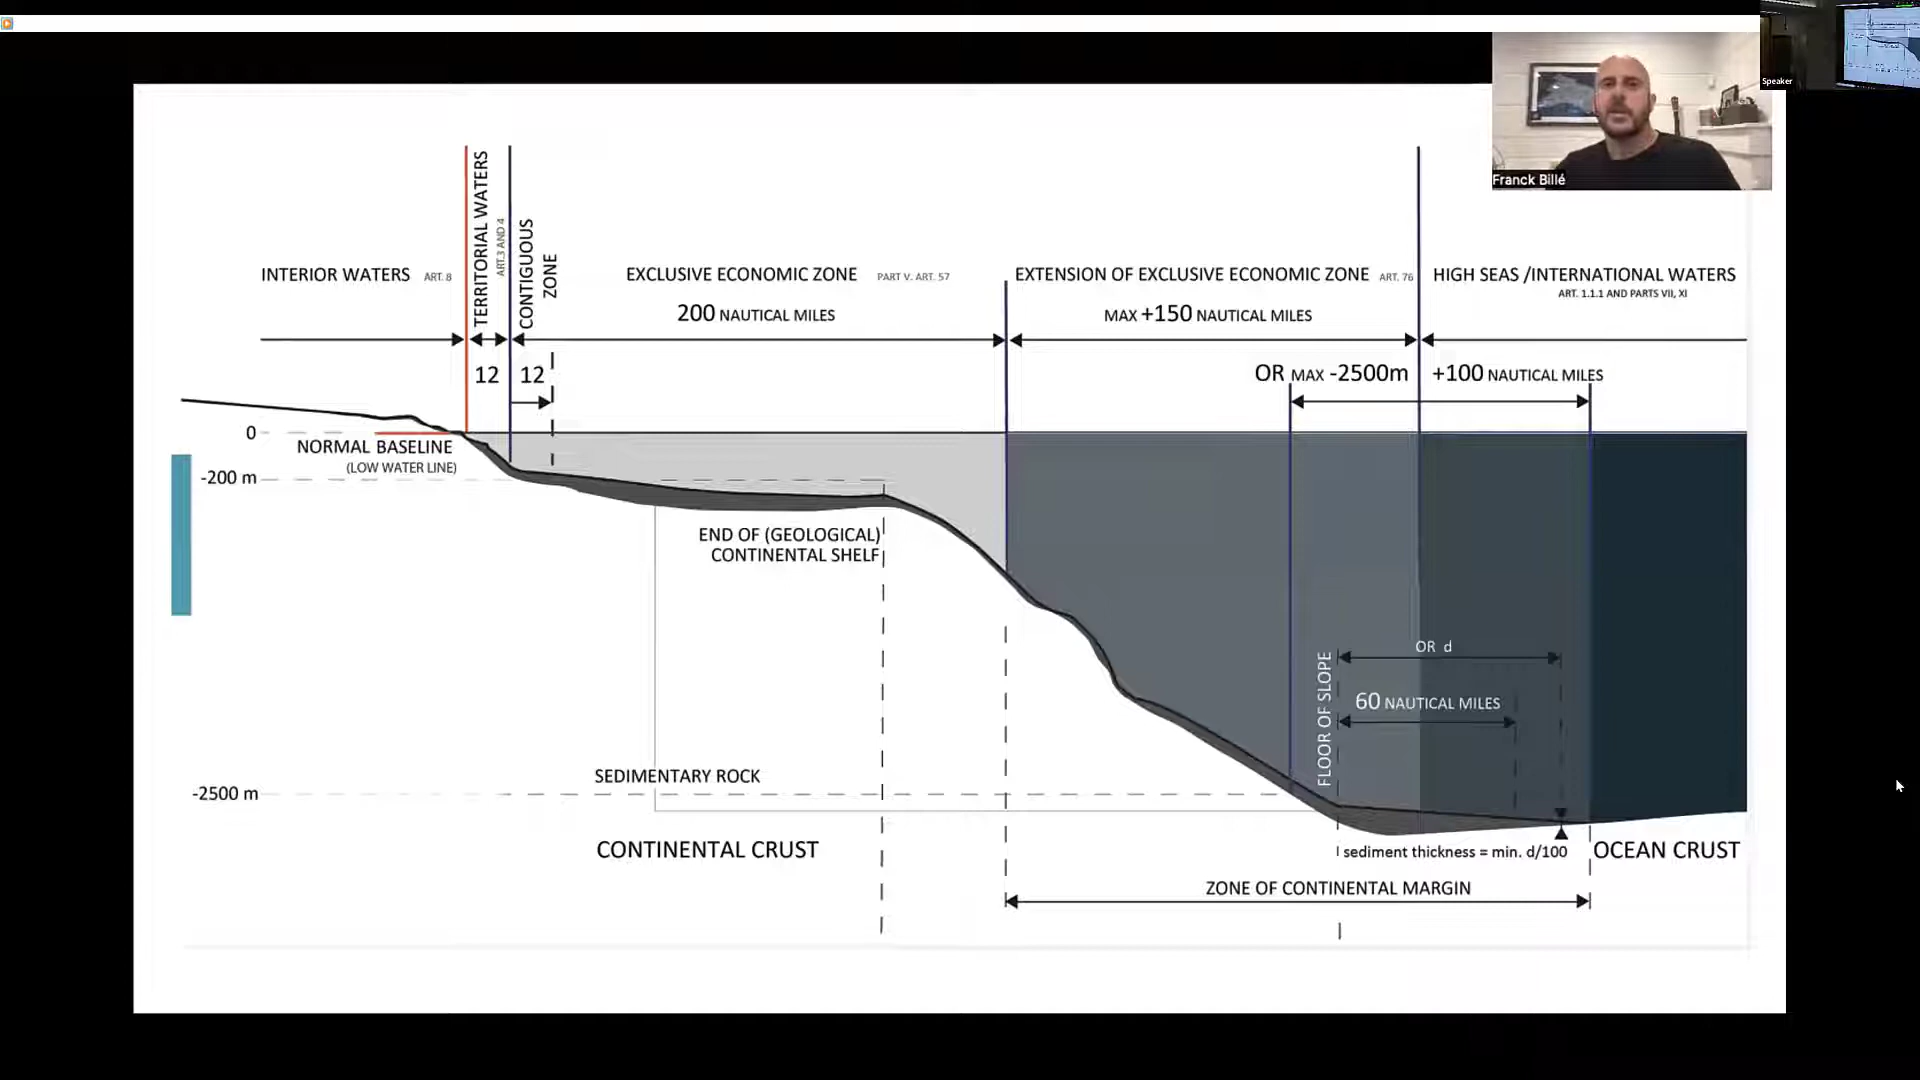 Speaker
Franck Billé
TERRITORIAL WATERS
ART.3 AND 4
CONTIGUOUS
ZONE
INTERIOR WATERS ART. 8
EXCLUSIVE ECONOMIC ZONE PART V. ART. 57
200 NAUTICAL MILES
EXTENSION OF EXCLUSIVE ECONOMIC ZONE ART. 76
MAX +150 NAUTICAL MILES
HIGH SEAS /INTERNATIONAL WATERS
ART. 1.1.1 AND PARTS VII, XI
12
12
OR MAX -2500m +100 NAUTICAL MILES
0
NORMAL BASELINE
(LOW WATER LINE)
-200 m
END OF (GEOLOGICAL)
CONTINENTAL SHELF
OR d
60 NAUTICAL MILES
FLOOR OF SLOPE
SEDIMENTARY ROCK
-2500 m
CONTINENTAL CRUST
sediment thickness = min. d/100
OCEAN CRUST
ZONE OF CONTINENTAL MARGIN